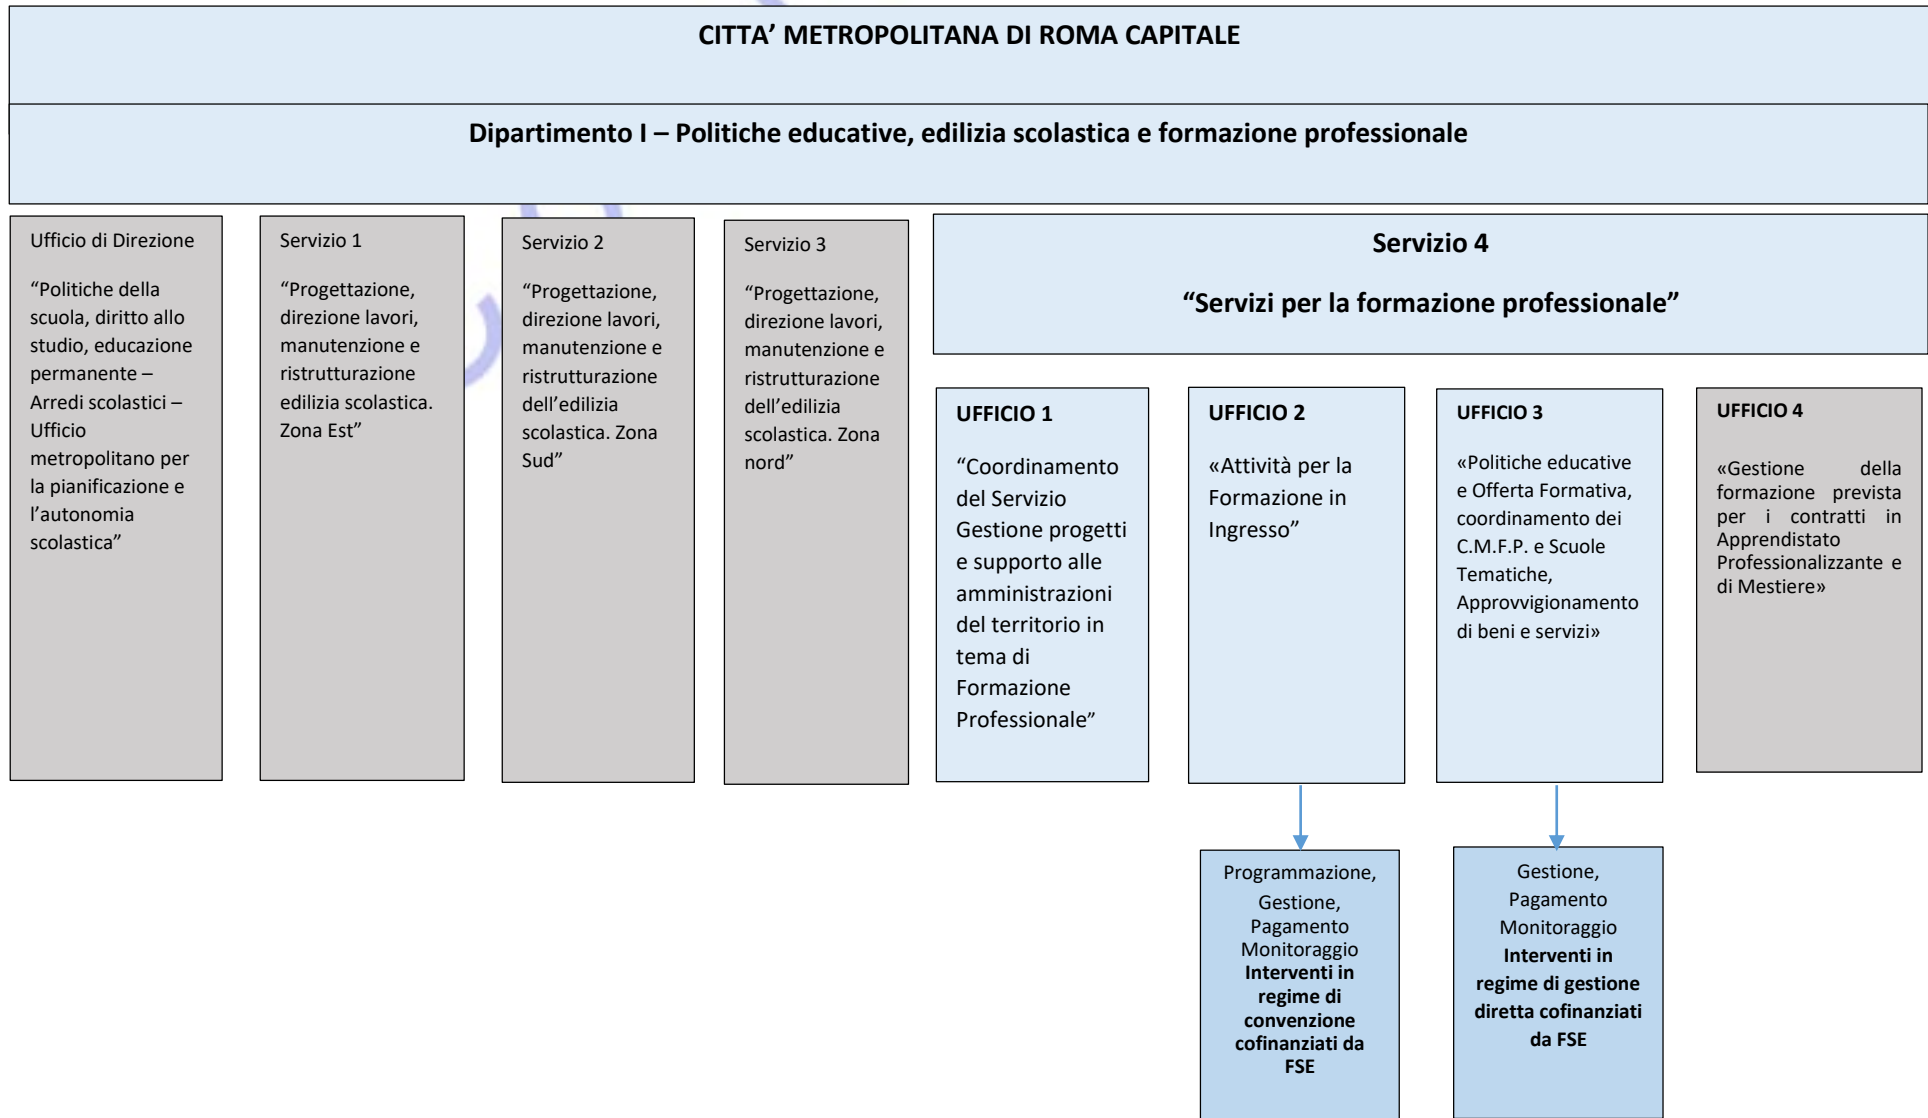 CITTA’ METROPOLITANA DI ROMA CAPITALE
Dipartimento I – Politiche educative, edilizia scolastica e formazione professionale
Ufficio di Direzione
“Politiche della
scuola, diritto allo
studio, educazione
permanente –
Arredi scolastici –
Ufficio
metropolitano per
la pianificazione e
l’autonomia
scolastica”
Servizio 1
“Progettazione,
direzione lavori,
manutenzione e
ristrutturazione
edilizia scolastica.
Zona Est”
Servizio 2
“Progettazione,
direzione lavori,
manutenzione e
ristrutturazione
dell’edilizia
scolastica. Zona
Sud”
Servizio 3
“Progettazione,
direzione lavori,
manutenzione e
ristrutturazione
dell’edilizia
scolastica. Zona
nord”
Servizio 4
“Servizi per la formazione professionale”
UFFICIO 1
“Coordinamento
del Servizio
Gestione progetti
e supporto alle
amministrazioni
del territorio in
tema di
Formazione
Professionale”
UFFICIO 2
«Attività per la
Formazione in
Ingresso”
UFFICIO 3
«Politiche educative
e Offerta Formativa,
coordinamento dei
C.M.F.P. e Scuole
Tematiche,
Approvvigionamento
di beni e servizi»
UFFICIO 4
«Gestione della
formazione prevista
per i contratti in
Apprendistato
Professionalizzante e
di Mestiere»
Programmazione,
Gestione,
Pagamento
Monitoraggio
Interventi in
regime di
convenzione
cofinanziati da
FSE
Gestione,
Pagamento
Monitoraggio
Interventi in
regime di gestione
diretta cofinanziati
da FSE